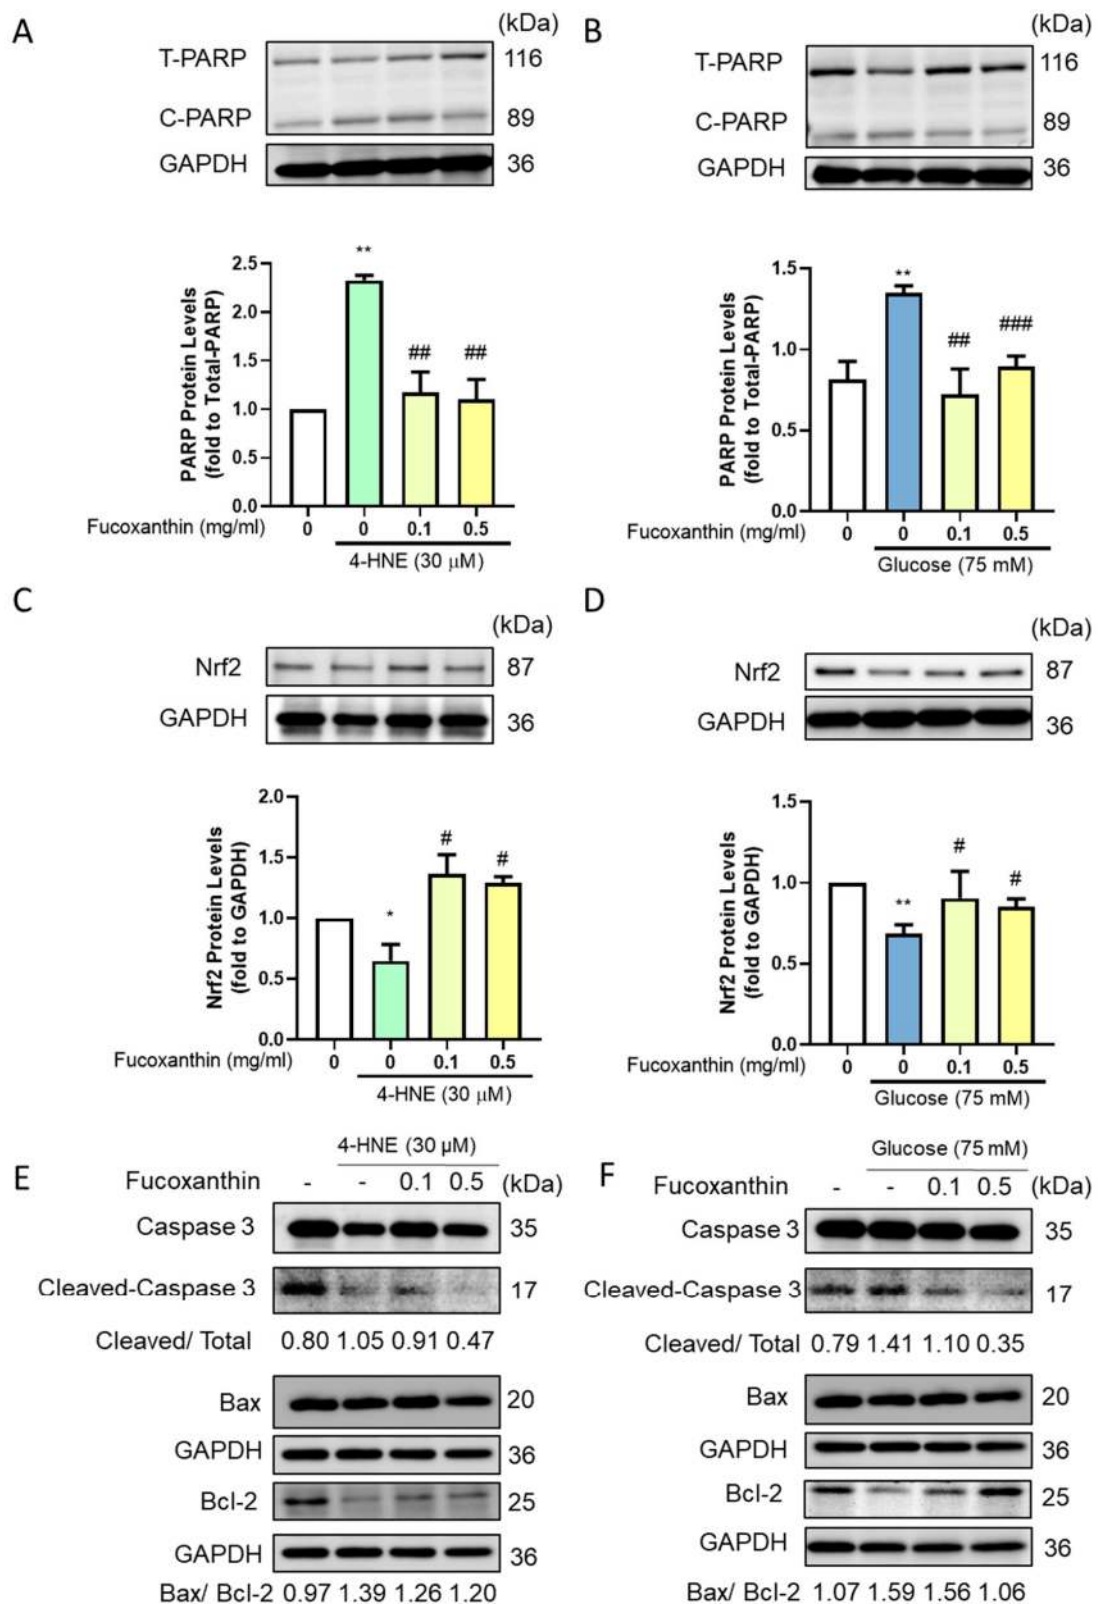 A
(kDa)
T-PARP 116
C-PARP 89
GAPDH 36
**
2.5
2.0
1.5
1.0
0.5
0.0
PARP Protein Levels
(fold to Total-PARP)
## ##
Fucoxanthin (mg/ml) 0 0 0.1 0.5
4-HNE (30 μM)
B
(kDa)
T-PARP 116
C-PARP 89
GAPDH 36
**
1.5
1.0
0.5
0.0
PARP Protein Levels
(fold to Total-PARP)
## ###
Fucoxanthin (mg/ml) 0 0 0.1 0.5
Glucose (75 mM)
C
(kDa)
Nrf2 87
GAPDH 36
2.0
1.5
1.0
0.5
0.0
Nrf2 Protein Levels
(fold to GAPDH)
* # #
Fucoxanthin (mg/ml) 0 0 0.1 0.5
4-HNE (30 μM)
D
(kDa)
Nrf2 87
GAPDH 36
1.5
1.0
0.5
0.0
Nrf2 Protein Levels
(fold to GAPDH)
** # #
Fucoxanthin (mg/ml) 0 0 0.1 0.5
Glucose (75 mM)
E
4-HNE (30 μM)
Fucoxanthin - - 0.1 0.5 (kDa)
Caspase 3 35
Cleaved-Caspase 3 17
Cleaved/ Total 0.80 1.05 0.91 0.47
Bax 20
GAPDH 36
Bcl-2 25
GAPDH 36
Bax/ Bcl-2 0.97 1.39 1.26 1.20
F
Glucose (75 mM)
Fucoxanthin - - 0.1 0.5 (kDa)
Caspase 3 35
Cleaved-Caspase 3 17
Cleaved/ Total 0.79 1.41 1.10 0.35
Bax 20
GAPDH 36
Bcl-2 25
GAPDH 36
Bax/ Bcl-2 1.07 1.59 1.56 1.06